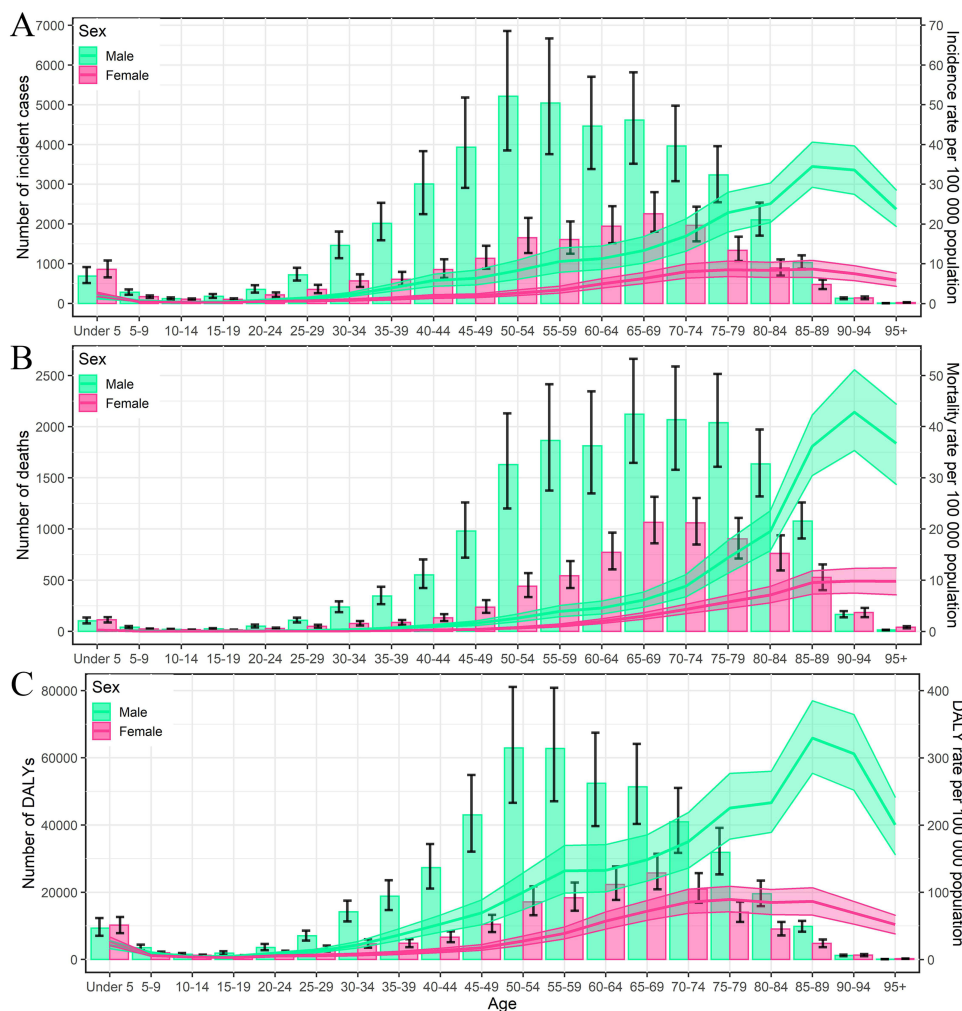 A
Sex
Male
Female
Number of incident cases
7000
6000
5000
4000
3000
2000
1000
0
Incidence rate per 100 000 population
70
60
50
40
30
20
10
0
Under 5 5-9 10-14 15-19 20-24 25-29 30-34 35-39 40-44 45-49 50-54 55-59 60-64 65-69 70-74 75-79 80-84 85-89 90-94 95+
B
Sex
Male
Female
Number of deaths
2500
2000
1500
1000
500
0
Mortality rate per 100 000 population
50
40
30
20
10
0
Under 5 5-9 10-14 15-19 20-24 25-29 30-34 35-39 40-44 45-49 50-54 55-59 60-64 65-69 70-74 75-79 80-84 85-89 90-94 95+
C
Sex
Male
Female
Number of DALYs
80000
60000
40000
20000
0
DALY rate per 100 000 population
400
300
200
100
0
Under 5 5-9 10-14 15-19 20-24 25-29 30-34 35-39 40-44 45-49 50-54 55-59 60-64 65-69 70-74 75-79 80-84 85-89 90-94 95+
Age